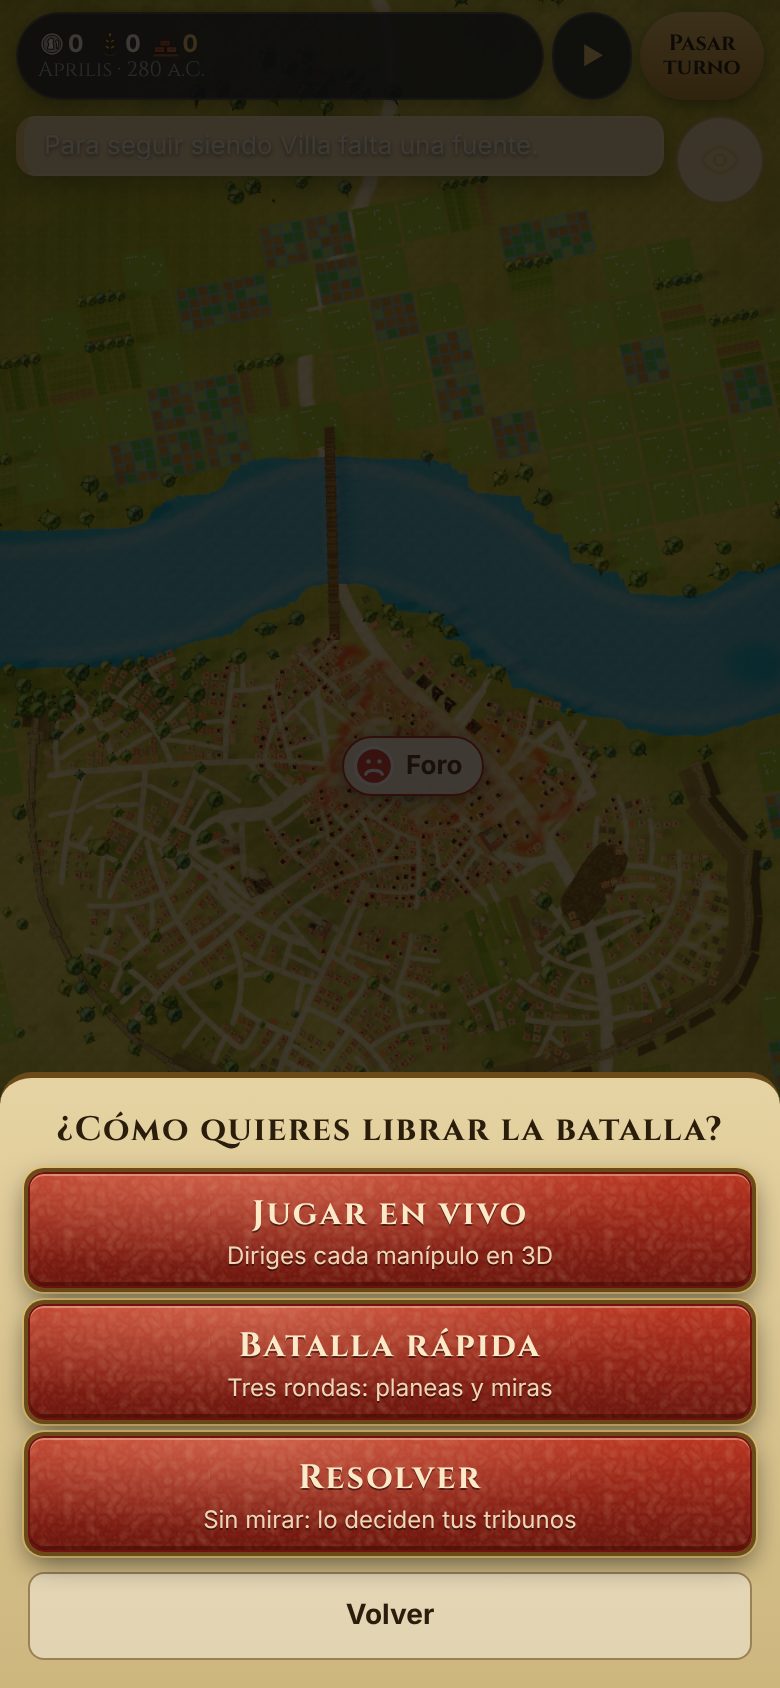 0 0 0
Aprilis · 280 a.C.
Pasar turno
Para seguir siendo Villa falta una fuente.
Foro
¿Cómo quieres librar la batalla?
Jugar en vivo
Diriges cada manípulo en 3D
Batalla rápida
Tres rondas: planeas y miras
Resolver
Sin mirar: lo deciden tus tribunos
Volver